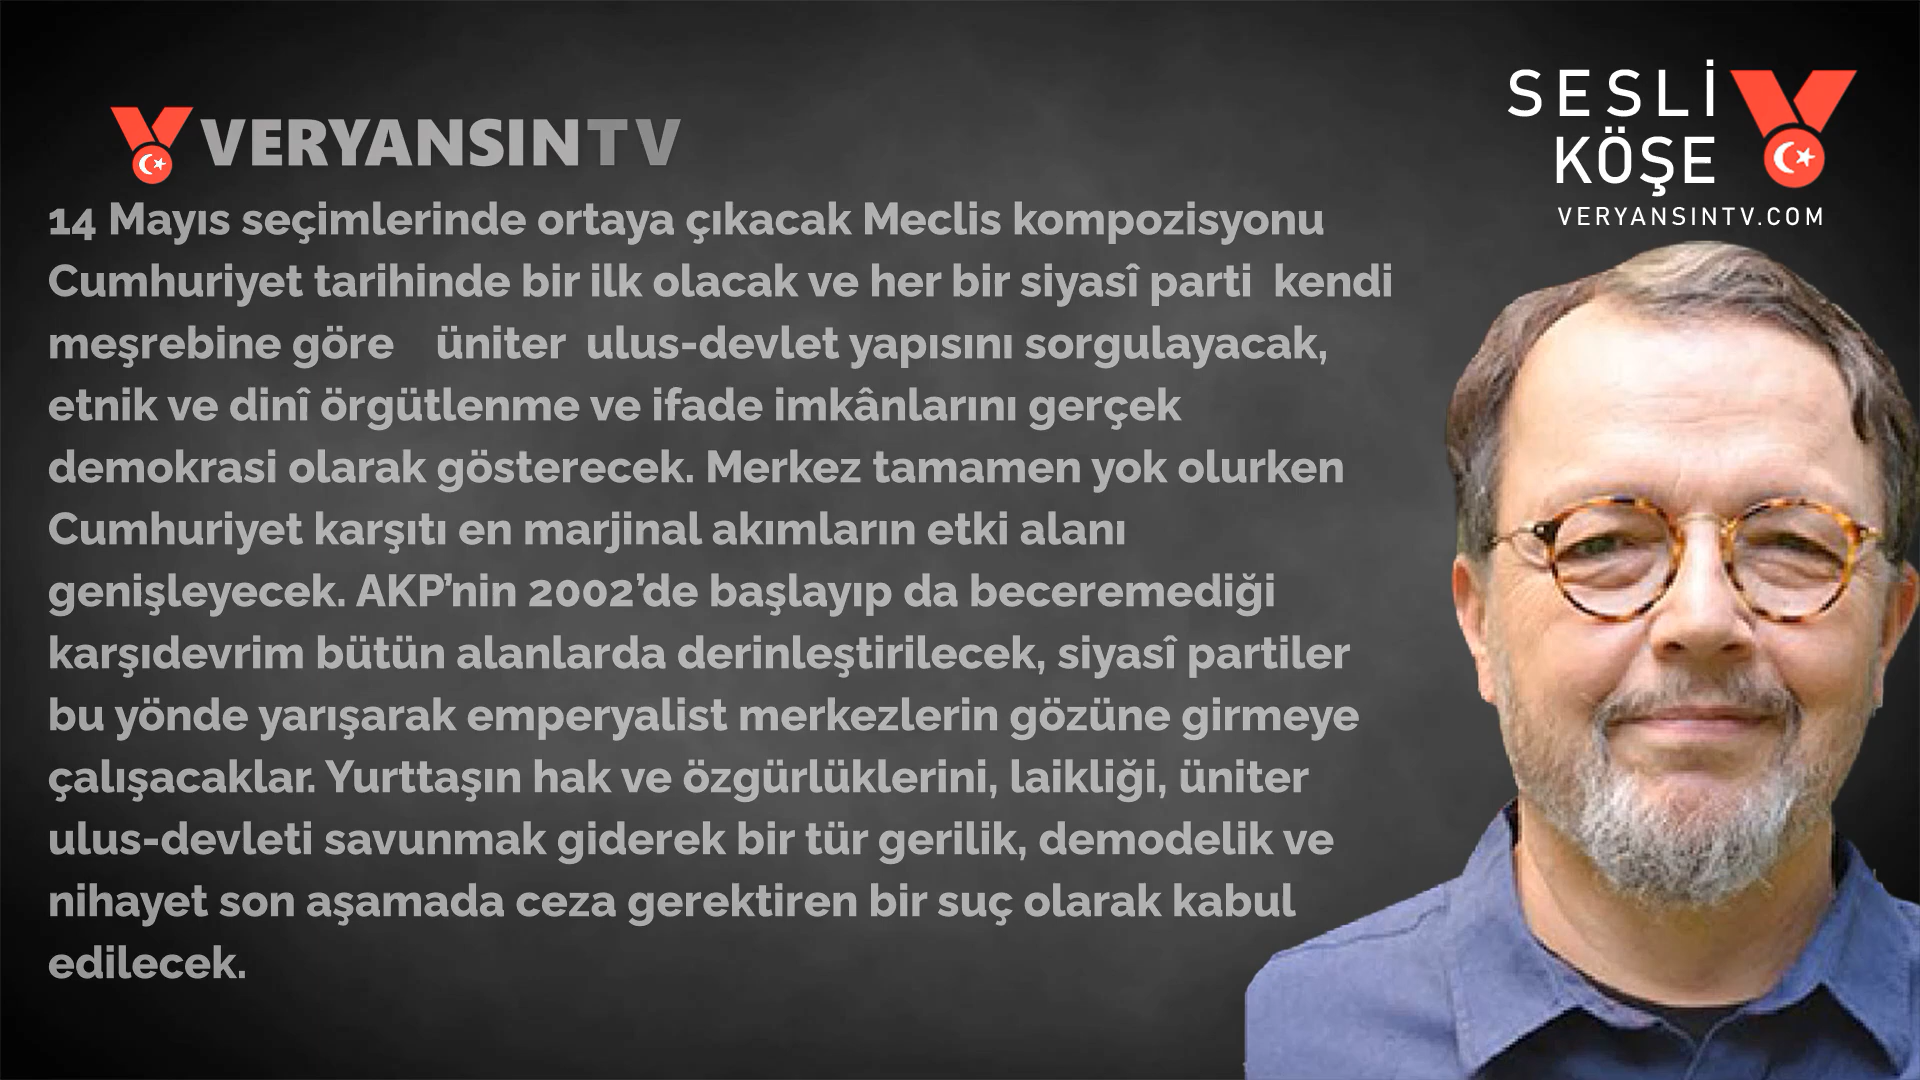 SESLİ
KÖŞE
VERYANSINTV.COM
VERYANSINTV
14 Mayıs seçimlerinde ortaya çıkacak Meclis kompozisyonu
Cumhuriyet tarihinde bir ilk olacak ve her bir siyasî parti  kendi
meşrebine göre    üniter  ulus-devlet yapısını sorgulayacak,
etnik ve dinî örgütlenme ve ifade imkânlarını gerçek
demokrasi olarak gösterecek. Merkez tamamen yok olurken
Cumhuriyet karşıtı en marjinal akımların etki alanı
genişleyecek. AKP’nin 2002’de başlayıp da beceremediği
karşıdevrim bütün alanlarda derinleştirilecek, siyasî partiler
bu yönde yarışarak emperyalist merkezlerin gözüne girmeye
çalışacaklar. Yurttaşın hak ve özgürlüklerini, laikliği, üniter
ulus-devleti savunmak giderek bir tür gerilik, demodelik ve
nihayet son aşamada ceza gerektiren bir suç olarak kabul
edilecek.